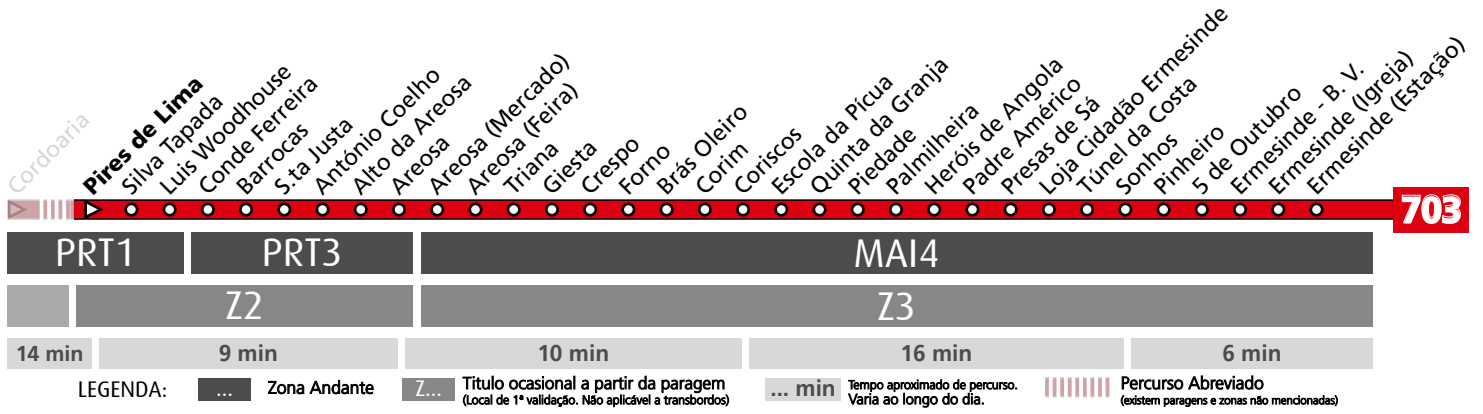 Cordoaria
Pires de Lima
Silva Tapada
Luis Woodhouse
Conde Ferreira
Barrocas
S.ta Justa
António Coelho
Alto da Areosa
Areosa
Areosa (Mercado)
Areosa (Feira)
Triana
Giesta
Crespo
Forno
Brás Oleiro
Corim
Coriscos
Escola da Pícua
Quinta da Granja
Piedade
Palmilheira
Heróis de Angola
Padre Américo
Presas de Sá
Loja Cidadão Ermesinde
Túnel da Costa
Sonhos
Pinheiro
5 de Outubro
Ermesinde - B. V.
Ermesinde (Igreja)
Ermesinde (Estação)
703
PRT1 PRT3 MAI4
Z2 Z3
14 min 9 min 10 min 16 min 6 min
LEGENDA:
... Zona Andante
Z... Titulo ocasional a partir da paragem
(Local de 1ª validação. Não aplicável a transbordos)
... min Tempo aproximado de percurso.
Varia ao longo do dia.
Percurso Abreviado
(existem paragens e zonas não mencionadas)